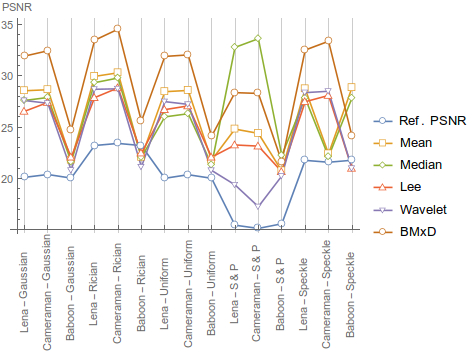 PSNR
35
30
25
20
Ref. PSNR
Mean
Median
Lee
Wavelet
BMxD
Lena – Gaussian
Cameraman – Gaussian
Baboon – Gaussian
Lena – Rician
Cameraman – Rician
Baboon – Rician
Lena – Uniform
Cameraman – Uniform
Baboon – Uniform
Lena – S & P
Cameraman – S & P
Baboon – S & P
Lena – Speckle
Cameraman – Speckle
Baboon – Speckle